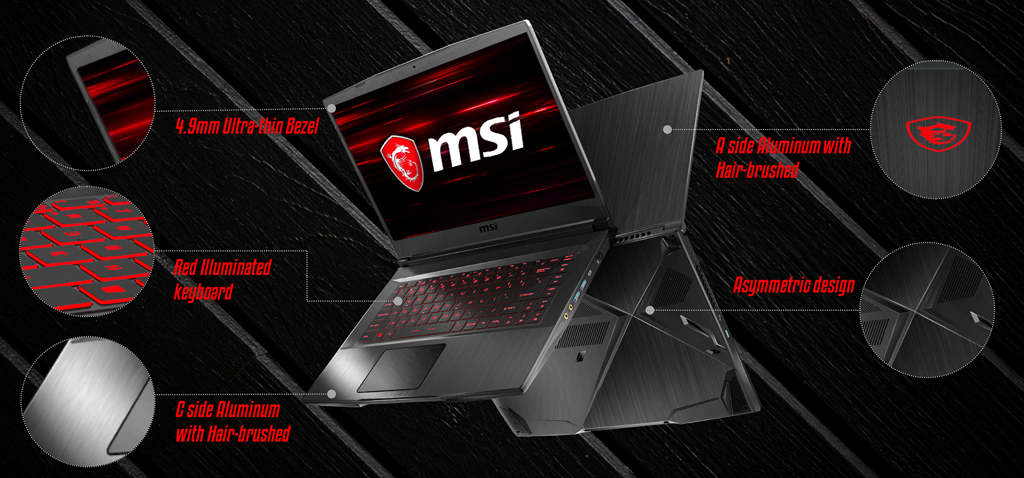 4.9mm Ultra-thin Bezel
msi
msi
A side Aluminum with
Hair-brushed
Red Illuminated
keyboard
Asymmetric design
C side Aluminum
with Hair-brushed